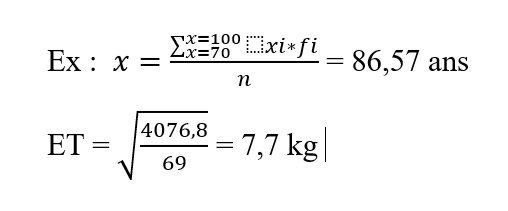 Ex : x = ∑_{x=70}^{x=100} ⬚xi∗fi / n = 86,57 ans
ET = √(4076,8 / 69) = 7,7 kg